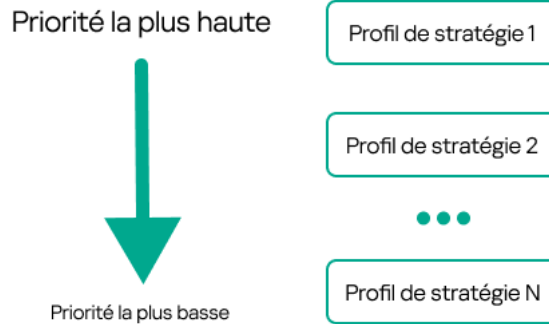 Priorité la plus haute
Profil de stratégie 1
Profil de stratégie 2
Profil de stratégie N
Priorité la plus basse